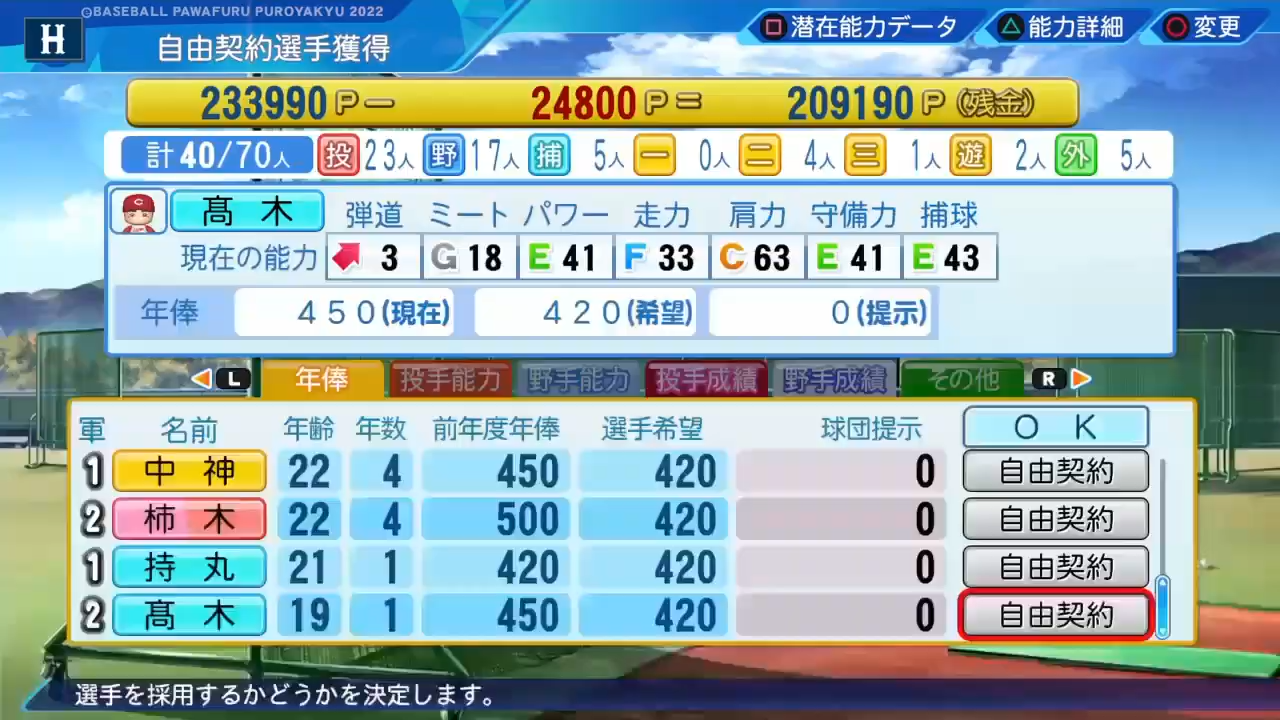 ©BASEBALL PAWAFURU PUROYAKYU 2022
H
自由契約選手獲得
潜在能力データ 能力詳細 変更
233990P－ 24800P＝ 209190P(残金)
計40/70人 投23人 野17人 捕5人 一0人 二4人 三1人 遊2人 外5人
髙木 弾道 ミート パワー 走力 肩力 守備力 捕球
現在の能力 3 G18 E41 F33 C63 E41 E43
年俸 450(現在) 420(希望) 0(提示)
L 年俸 投手能力 野手能力 投手成績 野手成績 その他 R
軍 名前 年齢 年数 前年度年俸 選手希望 球団提示 OK
1 中神 22 4 450 420 0 自由契約
2 柿木 22 4 500 420 0 自由契約
1 持丸 21 1 420 420 0 自由契約
2 髙木 19 1 450 420 0 自由契約
選手を採用するかどうかを決定します。